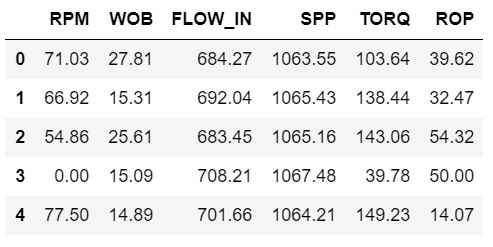 RPM WOB FLOW_IN SPP TORQ ROP
0 71.03 27.81 684.27 1063.55 103.64 39.62
1 66.92 15.31 692.04 1065.43 138.44 32.47
2 54.86 25.61 683.45 1065.16 143.06 54.32
3 0.00 15.09 708.21 1067.48 39.78 50.00
4 77.50 14.89 701.66 1064.21 149.23 14.07